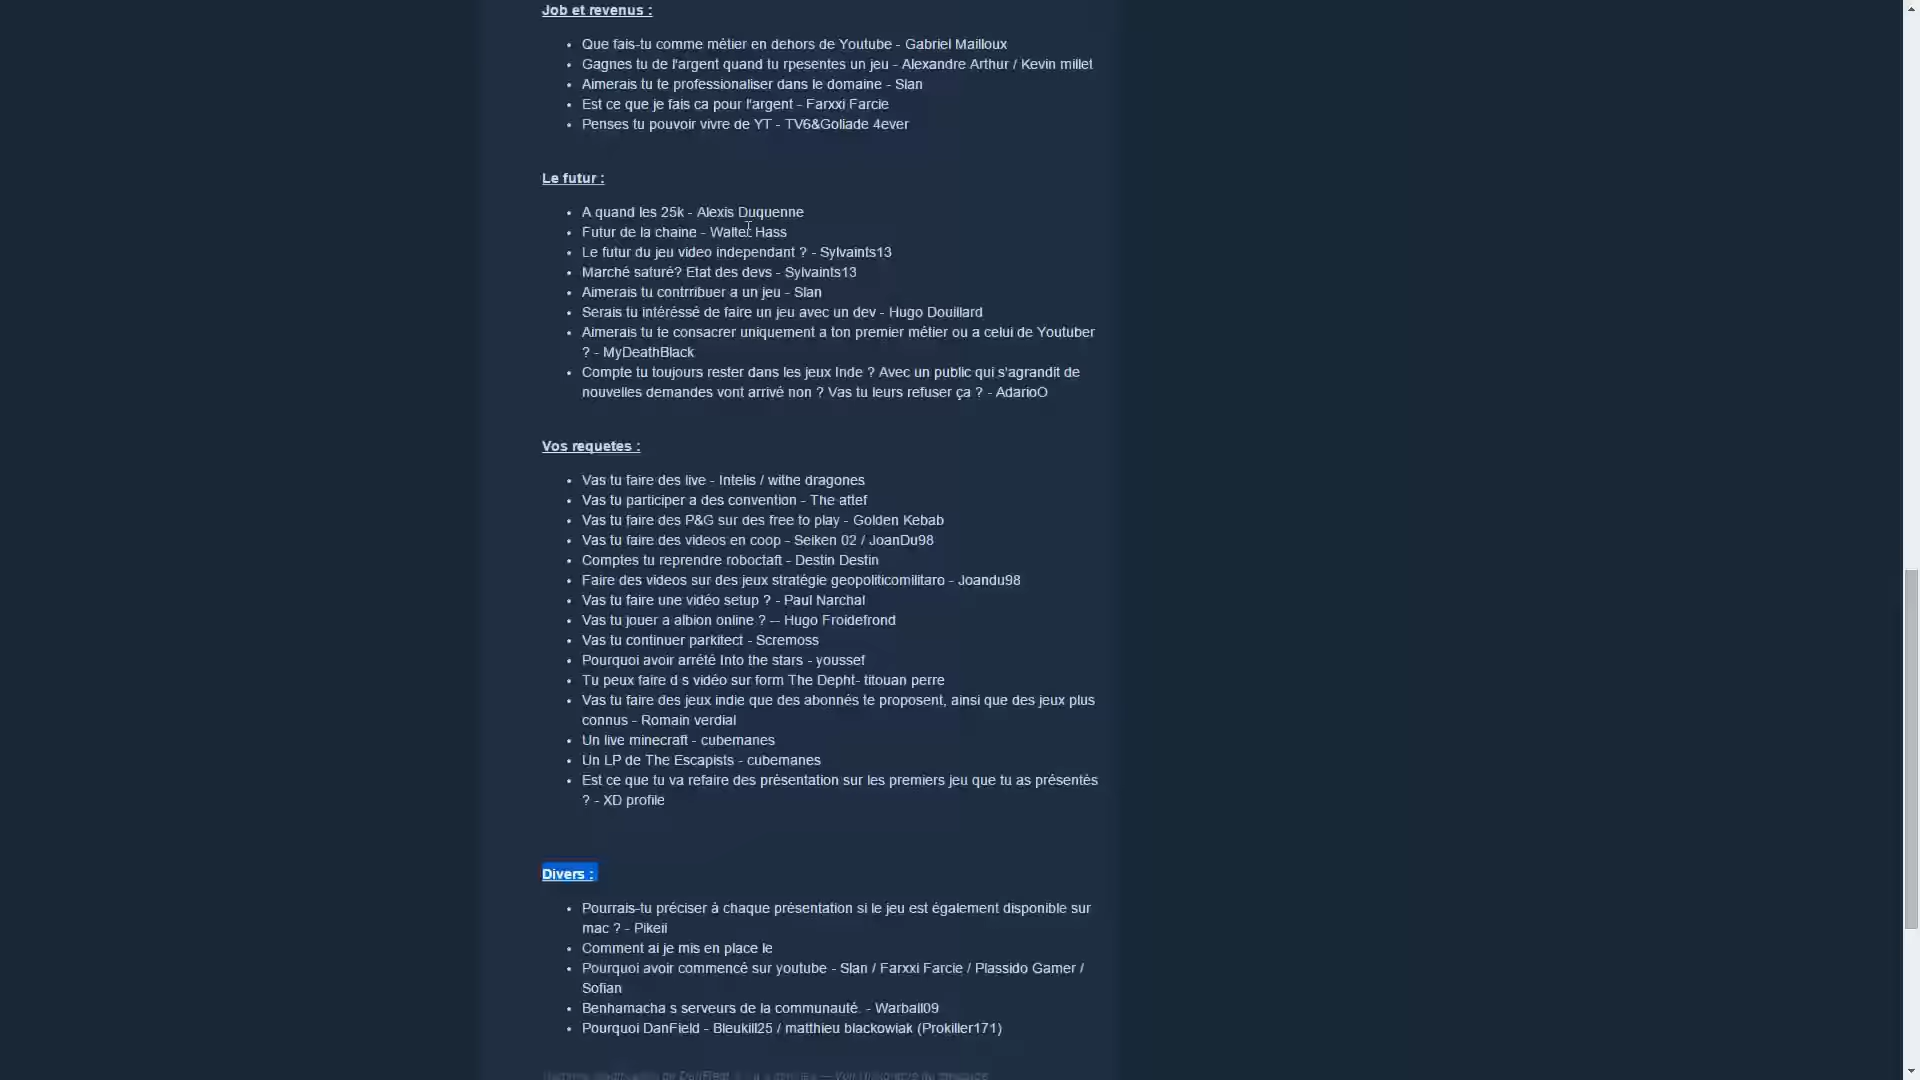 Job et revenus :
Que fais-tu comme métier en dehors de Youtube - Gabriel Mailloux
Gagnes tu de l'argent quand tu rpesentes un jeu - Alexandre Arthur / Kevin millet
Aimerais tu te professionaliser dans le domaine - Slan
Est ce que je fais ca pour l'argent - Farxxi Farcie
Penses tu pouvoir vivre de YT - TV6&Goliade 4ever
Le futur :
A quand les 25k - Alexis Duquenne
Futur de la chaine - Walter Hass
Le futur du jeu video independant ? - Sylvaints13
Marché saturé? Etat des devs - Sylvaints13
Aimerais tu contrribuer a un jeu - Slan
Serais tu intéréssé de faire un jeu avec un dev - Hugo Douillard
Aimerais tu te consacrer uniquement a ton premier métier ou a celui de Youtuber
? - MyDeathBlack
Compte tu toujours rester dans les jeux Inde ? Avec un public qui s'agrandit de
nouvelles demandes vont arrivé non ? Vas tu leurs refuser ça ? - AdarioO
Vos requetes :
Vas tu faire des live - Intelis / withe dragones
Vas tu participer a des convention - The attef
Vas tu faire des P&G sur des free to play - Golden Kebab
Vas tu faire des videos en coop - Seiken 02 / JoanDu98
Comptes tu reprendre roboctaft - Destin Destin
Faire des videos sur des jeux stratégie geopoliticomilitaro - Joandu98
Vas tu faire une vidéo setup ? - Paul Narchal
Vas tu jouer a albion online ? -- Hugo Froidefrond
Vas tu continuer parkitect - Scremoss
Pourquoi avoir arrété Into the stars - youssef
Tu peux faire d s vidéo sur form The Depht- titouan perre
Vas tu faire des jeux indie que des abonnés te proposent, ainsi que des jeux plus
connus - Romain verdial
Un live minecraft - cubemanes
Un LP de The Escapists - cubemanes
Est ce que tu va refaire des présentation sur les premiers jeu que tu as présentés
? - XD profile
Divers :
Pourrais-tu préciser à chaque présentation si le jeu est également disponible sur
mac ? - Pikeii
Comment ai je mis en place le
Pourquoi avoir commencé sur youtube - Slan / Farxxi Farcie / Plassido Gamer /
Sofian
Benhamacha s serveurs de la communauté. - Warball09
Pourquoi DanField - Bleukill25 / matthieu blackowiak (Prokiller171)